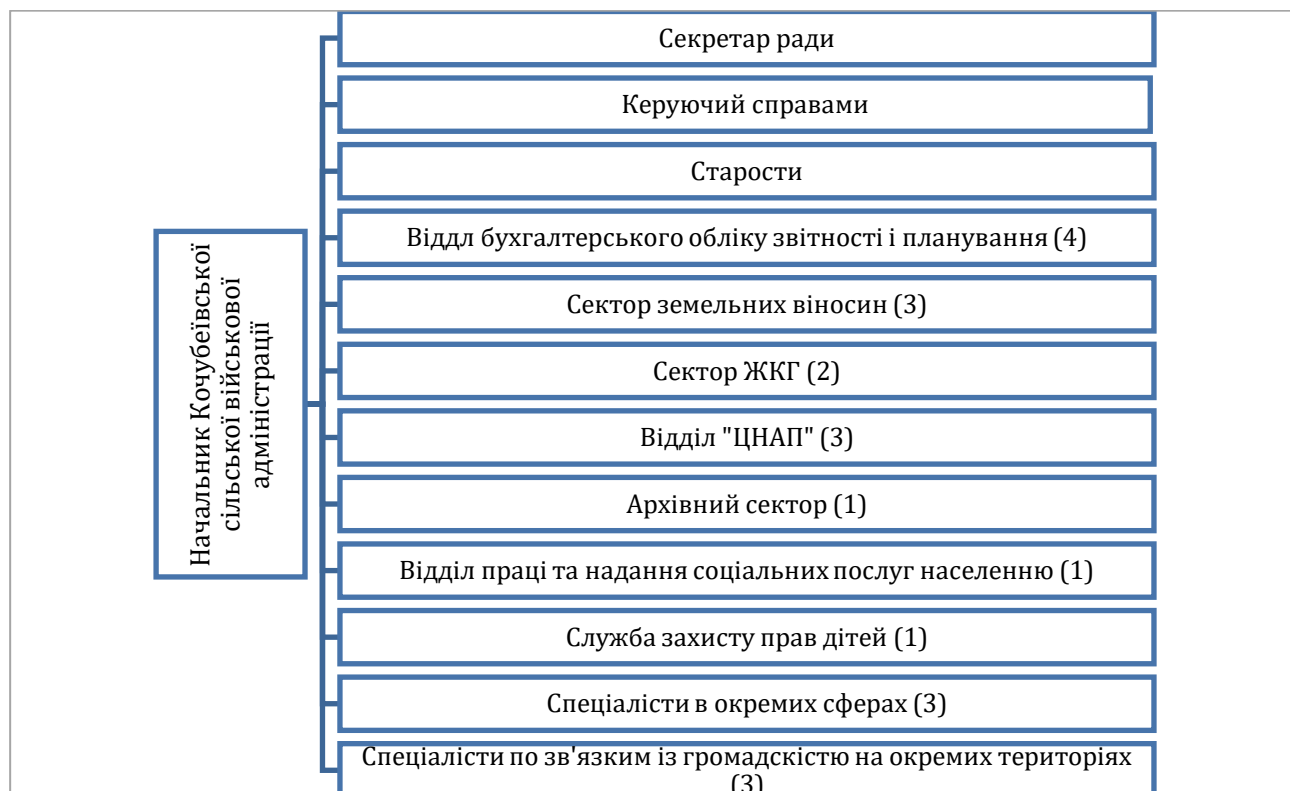 Секретар ради
Керуючий справами
Старости
Віддл бухгалтерського обліку звітності і планування (4)
Сектор земельних віносин (3)
Сектор ЖКГ (2)
Відділ "ЦНАП" (3)
Архівний сектор (1)
Відділ праці та надання соціальних послуг населенню (1)
Служба захисту прав дітей (1)
Спеціалісти в окремих сферах (3)
Спеціалісти по зв'язким із громадскістю на окремих територіях
(3)
Начальник Кочубеївської
сільської військової
адміністрації